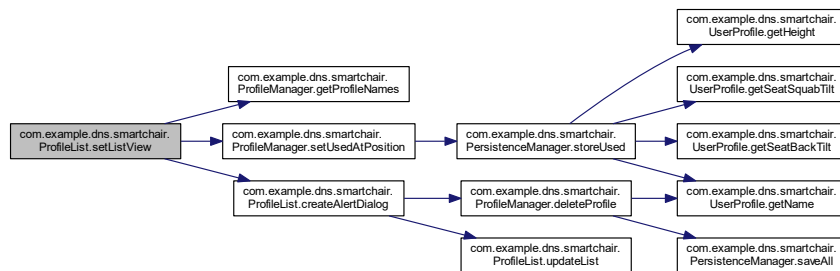 com.example.dns.smartchair.
UserProfile.getHeight
com.example.dns.smartchair.
ProfileManager.getProfileNames
com.example.dns.smartchair.
UserProfile.getSeatSquabTilt
com.example.dns.smartchair.
ProfileList.setListView
com.example.dns.smartchair.
ProfileManager.setUsedAtPosition
com.example.dns.smartchair.
PersistenceManager.storeUsed
com.example.dns.smartchair.
UserProfile.getSeatBackTilt
com.example.dns.smartchair.
ProfileList.createAlertDialog
com.example.dns.smartchair.
ProfileManager.deleteProfile
com.example.dns.smartchair.
UserProfile.getName
com.example.dns.smartchair.
ProfileList.updateList
com.example.dns.smartchair.
PersistenceManager.saveAll